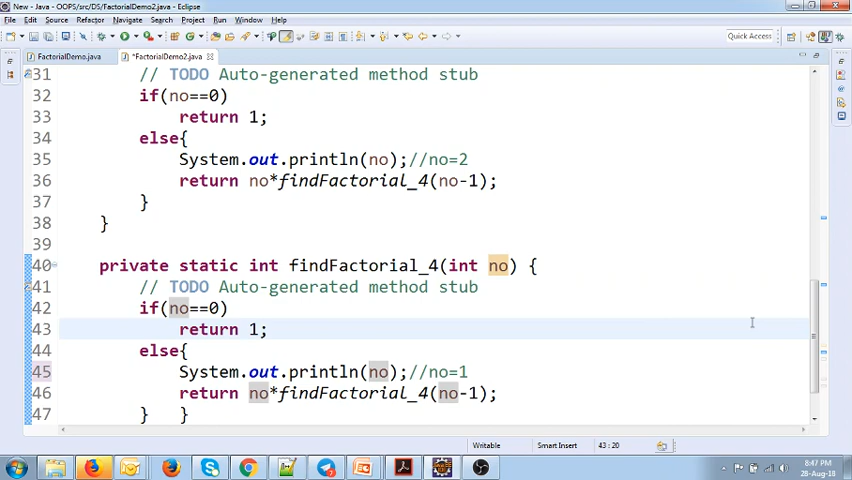 New - Java - OOPS/src/DS/FactorialDemo2.java - Eclipse
File Edit Source Refactor Navigate Search Project Run Window Help
Quick Access
FactorialDemo.java *FactorialDemo2.java
31 // TODO Auto-generated method stub
32 if(no==0)
33 return 1;
34 else{
35 System.out.println(no);//no=2
36 return no*findFactorial_4(no-1);
37 }
38 }
39
40 private static int findFactorial_4(int no) {
41 // TODO Auto-generated method stub
42 if(no==0)
43 return 1;
44 else{
45 System.out.println(no);//no=1
46 return no*findFactorial_4(no-1);
47 } }
Writable Smart Insert 43 : 20
8:47 PM
28-Aug-18